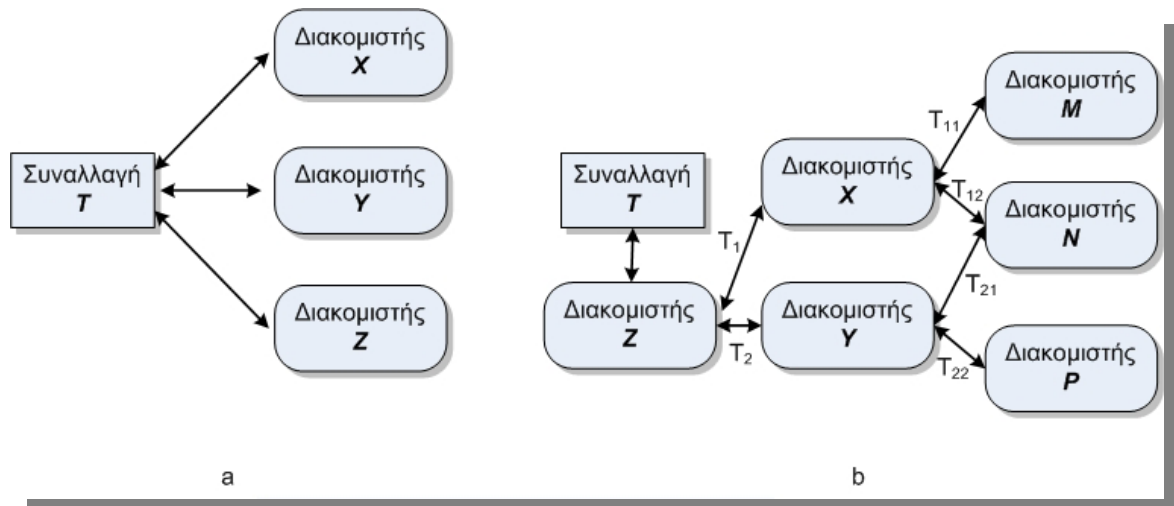 Διακομιστής
X
Συναλλαγή
T
Διακομιστής
Y
Διακομιστής
Z
a
Συναλλαγή
T
Διακομιστής
Z
T₁
T₂
Διακομιστής
X
Διακομιστής
Y
T₁₁
T₁₂
T₂₁
T₂₂
Διακομιστής
M
Διακομιστής
N
Διακομιστής
P
b